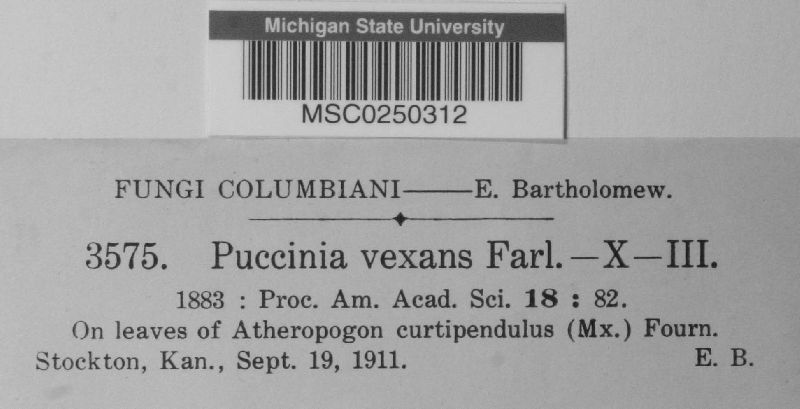 Michigan State University
MSC0250312
FUNGI COLUMBIANI——E. Bartholomew.
3575. Puccinia vexans Farl.—X—III.
1883 : Proc. Am. Acad. Sci. 18 : 82.
On leaves of Atheropogon curtipendulus (Mx.) Fourn.
Stockton, Kan., Sept. 19, 1911. E. B.